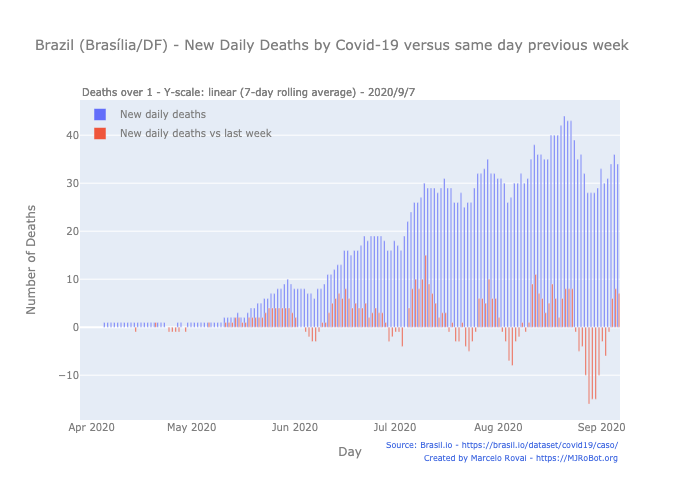 Brazil (Brasília/DF) - New Daily Deaths by Covid-19 versus same day previous week
Deaths over 1 - Y-scale: linear (7-day rolling average) - 2020/9/7
New daily deaths
New daily deaths vs last week
Number of Deaths
40
30
20
10
0
−10
Apr 2020
May 2020
Jun 2020
Jul 2020
Aug 2020
Sep 2020
Day
Source: Brasil.io - https://brasil.io/dataset/covid19/caso/
Created by Marcelo Rovai - https://MJRoBot.org